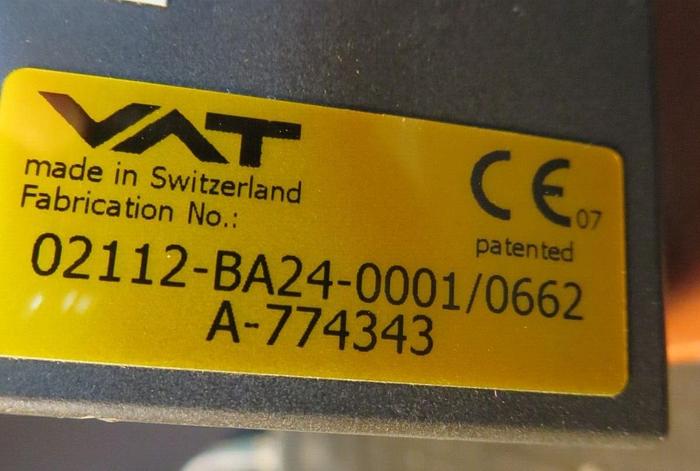 VAT
made in Switzerland
Fabrication No.:
CE 07
patented
02112-BA24-0001/0662
A-774343